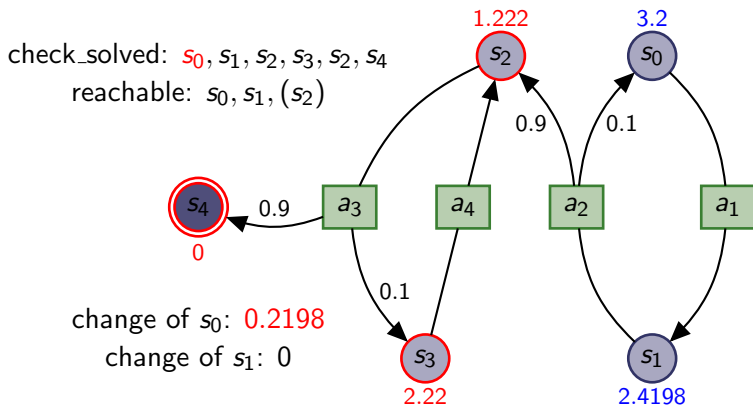 1.222
3.2
check_solved: s₀, s₁, s₂, s₃, s₂, s₄
s₂
s₀
reachable: s₀, s₁, (s₂)
0.9
0.1
s₄
0.9
a₃
a₄
a₂
a₁
0
0.1
change of s₀: 0.2198
change of s₁: 0
s₃
s₁
2.22
2.4198